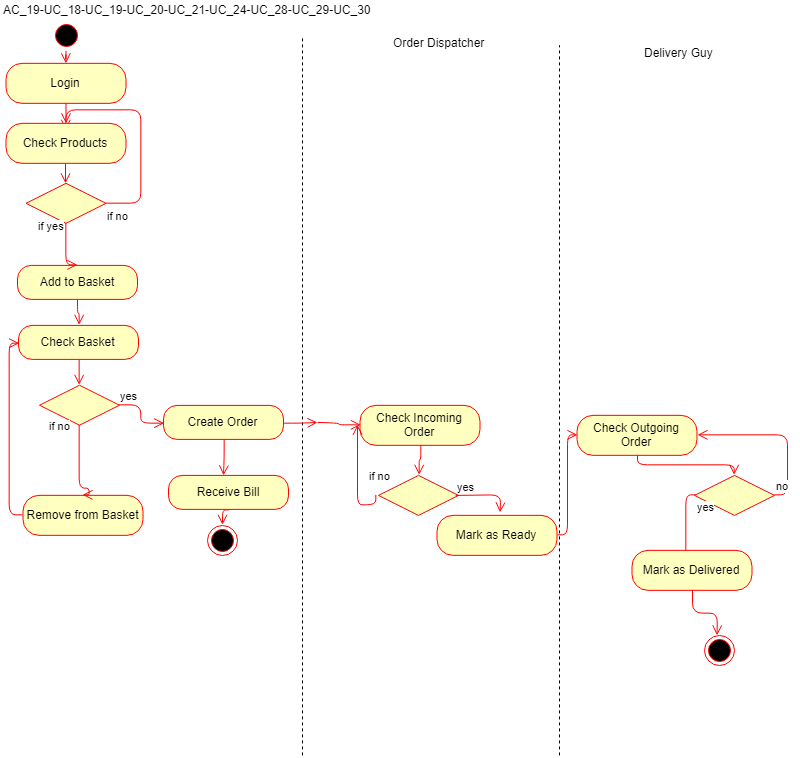 AC_19-UC_18-UC_19-UC_20-UC_21-UC_24-UC_28-UC_29-UC_30
Order Dispatcher
Delivery Guy
Login
Check Products
if no
if yes
Add to Basket
Check Basket
yes
if no
Create Order
Receive Bill
Remove from Basket
Check Incoming
Order
if no
yes
Mark as Ready
Check Outgoing
Order
no
yes
Mark as Delivered